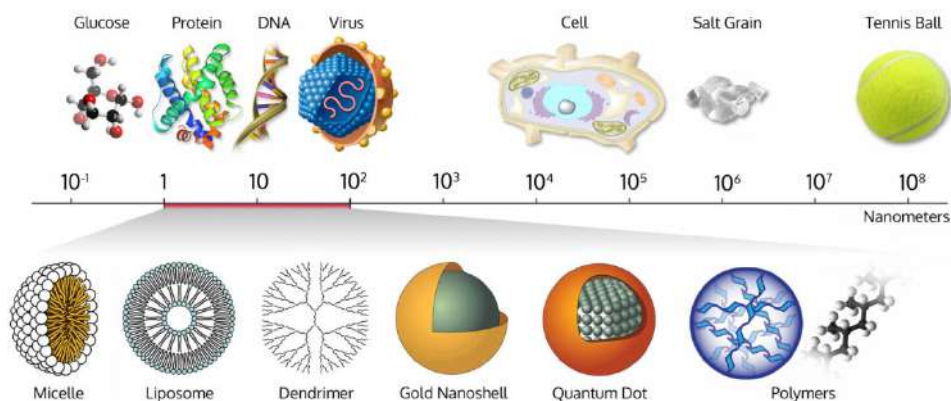 Glucose Protein DNA Virus Cell Salt Grain Tennis Ball
10⁻¹ 1 10 10² 10³ 10⁴ 10⁵ 10⁶ 10⁷ 10⁸
Nanometers
Micelle Liposome Dendrimer Gold Nanoshell Quantum Dot Polymers